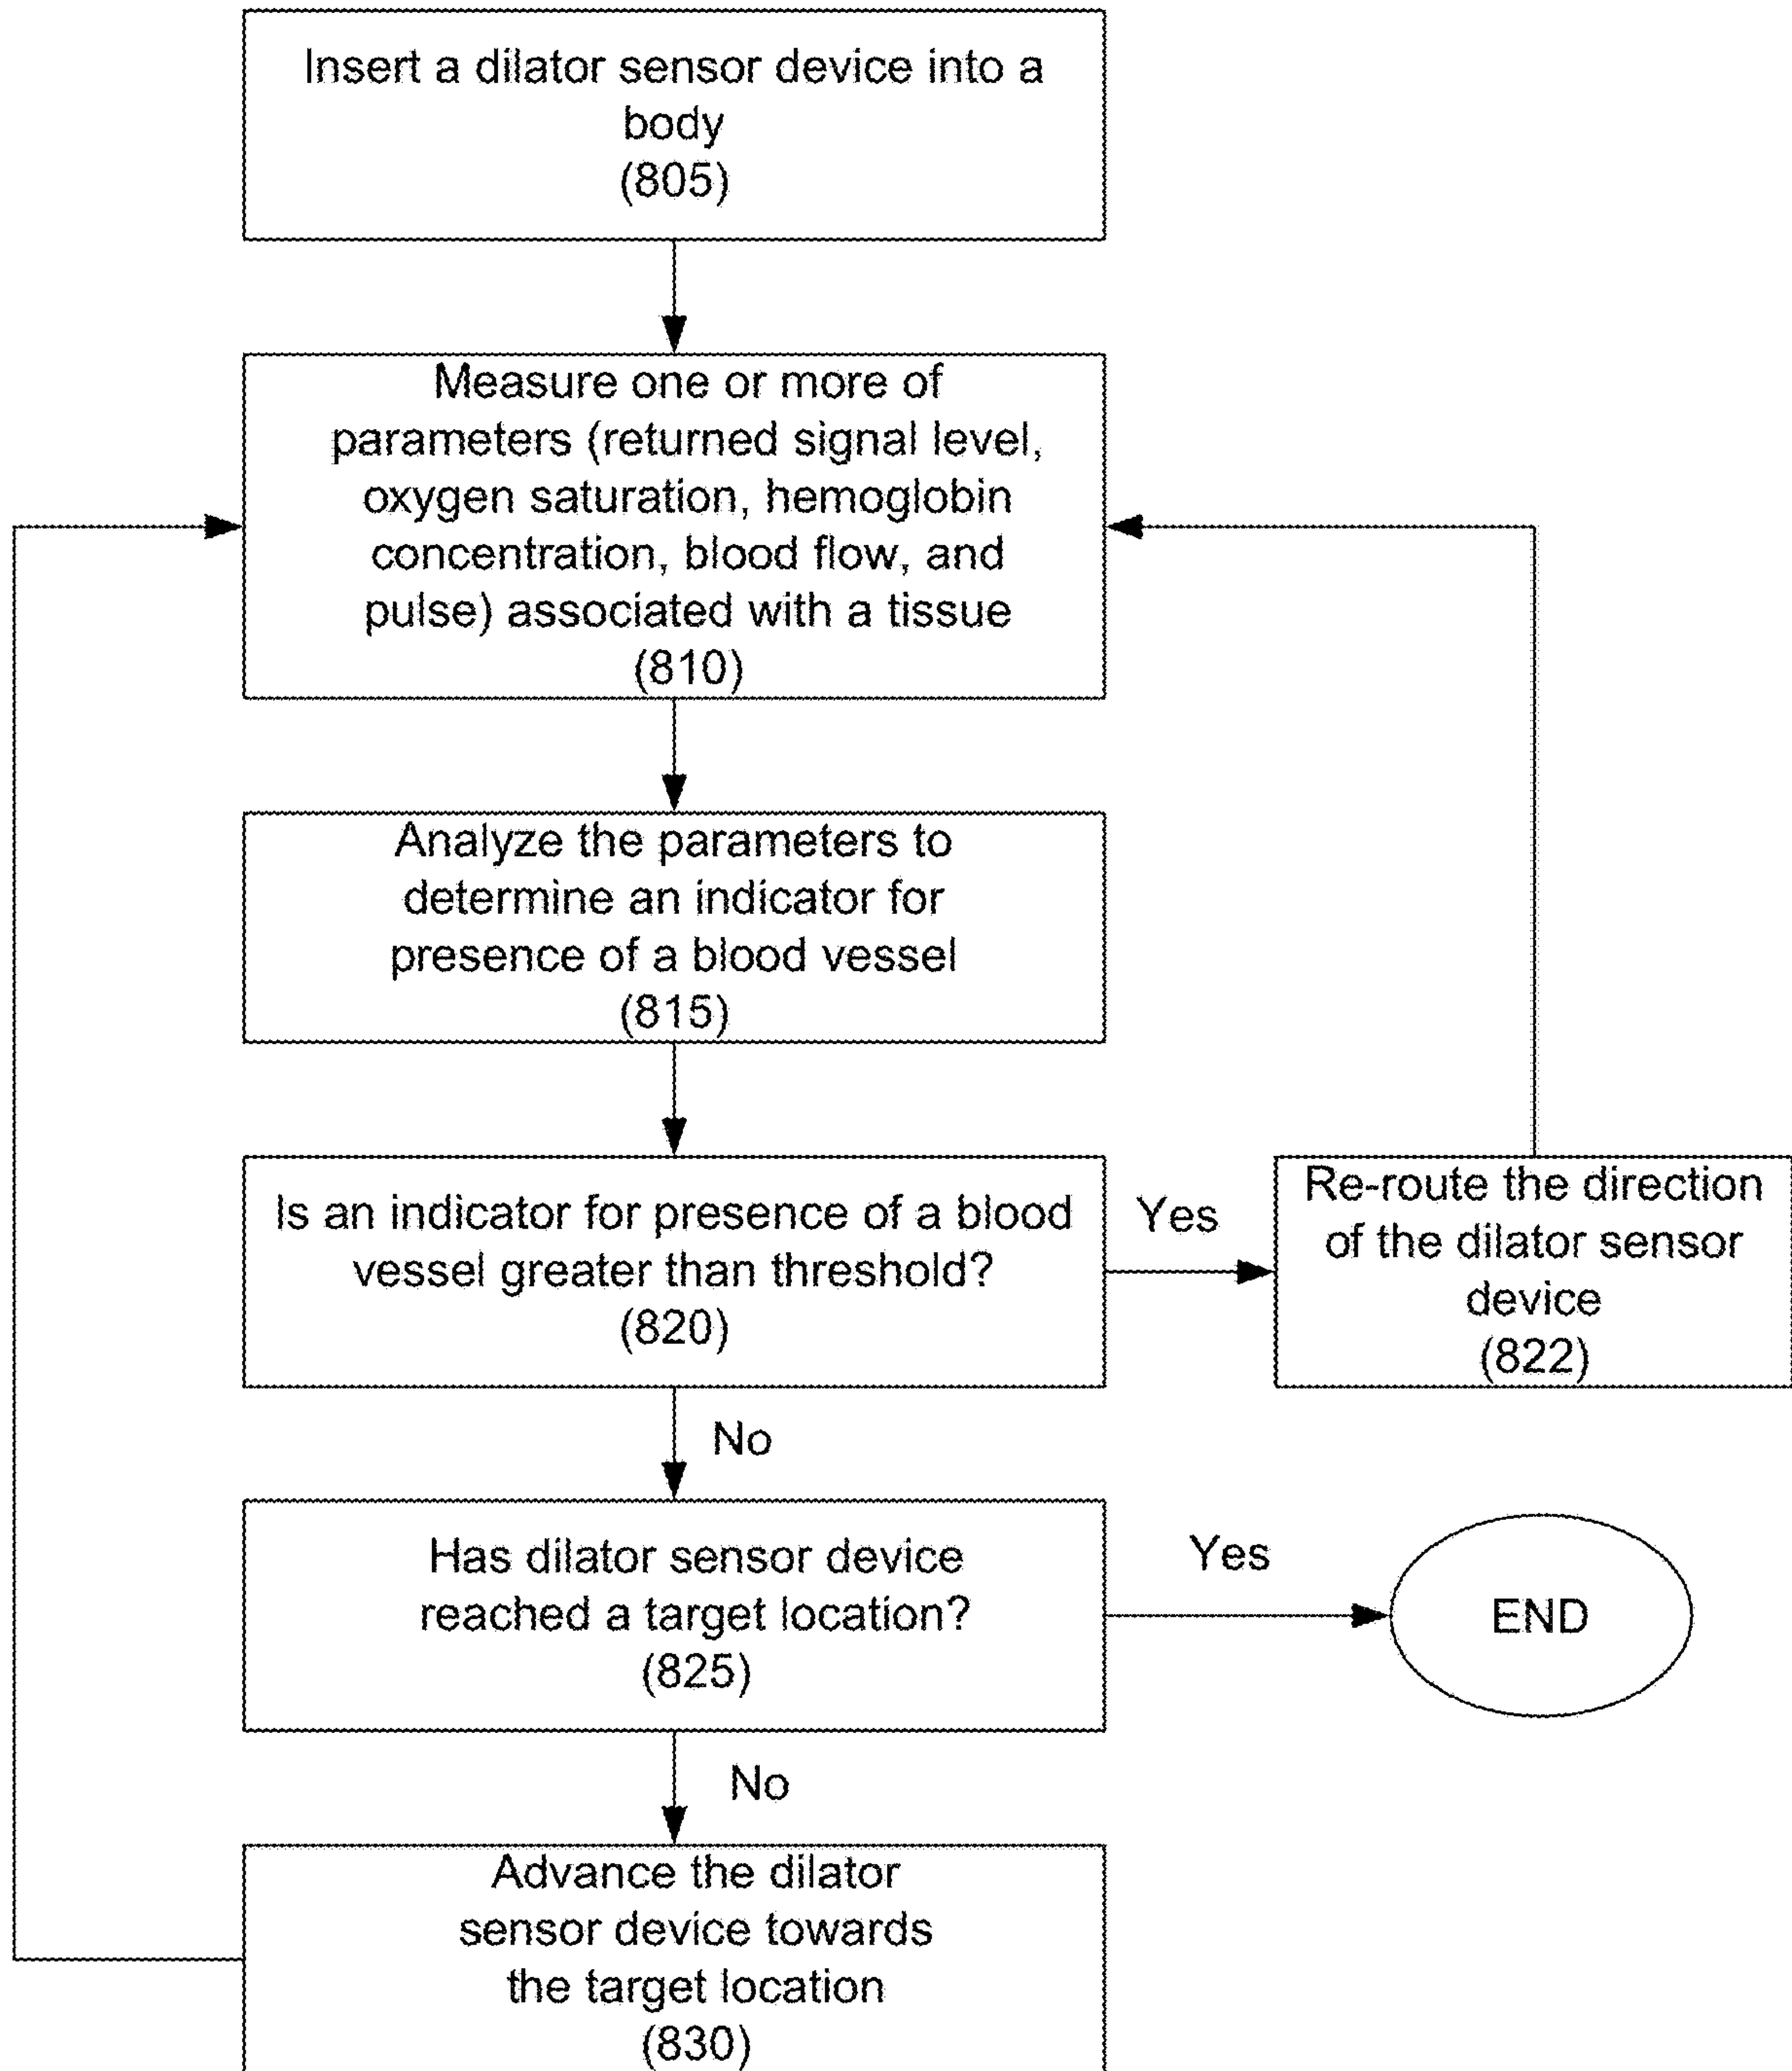 Insert a dilator sensor device into a
body
(805)
Measure one or more of
parameters (returned signal level,
oxygen saturation, hemoglobin
concentration, blood flow, and
pulse) associated with a tissue
(810)
Analyze the parameters to
determine an indicator for
presence of a blood vessel
(815)
Is an indicator for presence of a blood
vessel greater than threshold?
(820)
Yes
Re-route the direction
of the dilator sensor
device
(822)
No
Has dilator sensor device
reached a target location?
(825)
Yes
END
No
Advance the dilator
sensor device towards
the target location
(830)